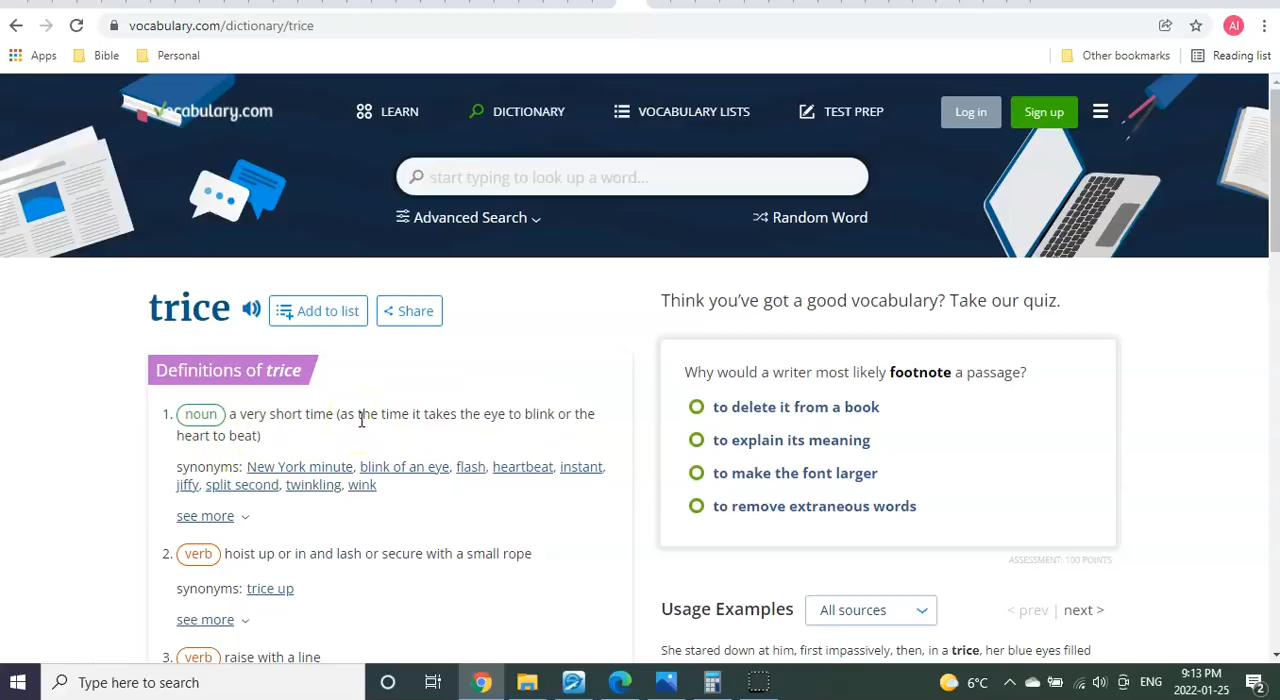 vocabulary.com/dictionary/trice
AI
Apps Bible Personal Other bookmarks Reading list
vocabulary.com LEARN DICTIONARY VOCABULARY LISTS TEST PREP Log in Sign up
start typing to look up a word...
Advanced Search Random Word
trice Add to list Share
Definitions of trice
1. noun a very short time (as the time it takes the eye to blink or the
heart to beat)
synonyms: New York minute, blink of an eye, flash, heartbeat, instant,
jiffy, split second, twinkling, wink
see more
2. verb hoist up or in and lash or secure with a small rope
synonyms: trice up
see more
3. verb raise with a line
Think you’ve got a good vocabulary? Take our quiz.
Why would a writer most likely footnote a passage?
to delete it from a book
to explain its meaning
to make the font larger
to remove extraneous words
ASSESSMENT: 100 POINTS
Usage Examples All sources < prev | next >
She stared down at him, first impassively, then, in a trice, her blue eyes filled
Type here to search 6°C ENG 9:13 PM
2022-01-25
2